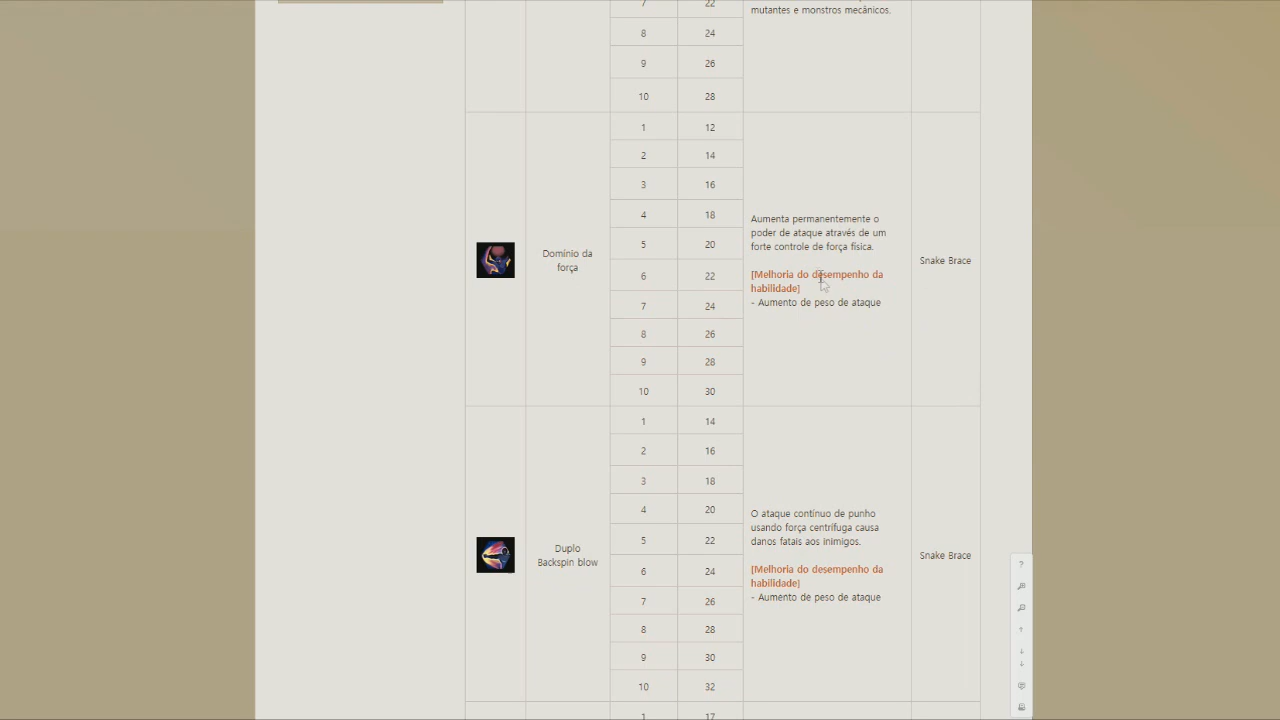 7 22
mutantes e monstros mecânicos.
8 24
9 26
10 28
1 12
2 14
3 16
4 18
5 20
6 22
7 24
8 26
9 28
10 30
Domínio da
força
Aumenta permanentemente o
poder de ataque através de um
forte controle de força física.
[Melhoria do desempenho da
habilidade]
- Aumento de peso de ataque
Snake Brace
1 14
2 16
3 18
4 20
5 22
6 24
7 26
8 28
9 30
10 32
Duplo
Backspin blow
O ataque contínuo de punho
usando força centrífuga causa
danos fatais aos inimigos.
[Melhoria do desempenho da
habilidade]
- Aumento de peso de ataque
Snake Brace
1 17
?